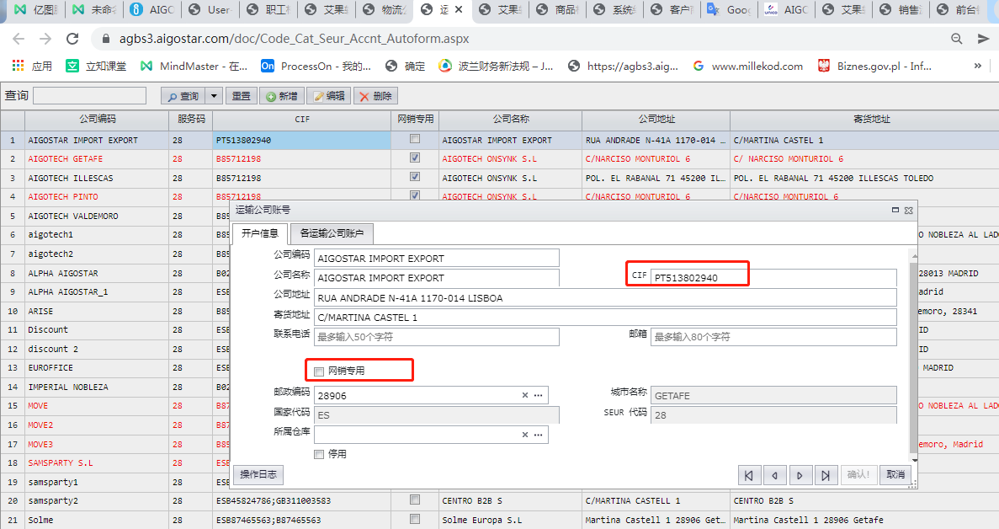 亿图图
未命名
AIGO
User-
职工
艾果
物流公
运
艾果
商品
系统
客户
Goog
AIGO
艾果
销售
前台
agbs3.aigostar.com/doc/Code_Cat_Seur_Accnt_Autoform.aspx
应用 立知课堂 MindMaster - 在... ProcessOn - 我的... 确定 波兰财务新法规 – J... https://agbs3.aig... www.millekod.com Biznes.gov.pl - Inf... »
查询 查询 重置 新增 编辑 删除
公司编码 服务码 CIF 网销专用 公司名称 公司地址 寄货地址
1 AIGOSTAR IMPORT EXPORT 28 PT513802940 AIGOSTAR IMPORT EXPORT RUA ANDRADE N-41A 1170-014 … C/MARTINA CASTEL 1
2 AIGOTECH GETAFE 28 B85712198 AIGOTECH ONSYNK S.L C/NARCISO MONTURIOL 6 C/ NARCISO MONTURIOL 6
3 AIGOTECH ILLESCAS 28 B85712198 AIGOTECH ONSYNK S.L POL. EL RABANAL 71 45200 IL… POL. EL RABANAL 71 45200 ILLESCAS TOLEDO
4 AIGOTECH PINTO 28 B85712198 AIGOTECH ONSYNK S.L C/NARCISO MONTURIOL 6 C/NARCISO MONTURIOL 6
5 AIGOTECH VALDEMORO 28
6 aigotech1 28 O NOBLEZA AL LAD
7 aigotech2 28
8 ALPHA AIGOSTAR 28 B02 28013 MADRID
9 ALPHA AIGOSTAR_1 28 adrid
10 ARISE 28 emoro, 28341
11 Discount 28 ESB ID
12 discount 2 28 ESB ID
13 EUROFFICE 28 ESB MADRID
14 IMPERIAL NOBLEZA 28 B02
15 MOVE 28 B87 O NOBLEZA AL LADO
16 MOVE2 28 B87
17 MOVE3 28 emoro, Madrid
18 SAMSPARTY S.L 28 ESB
19 samsparty1 28 ESB
20 samsparty2 28 ESB45824786;GB311003583 CENTRO B2B S C/MARTINA CASTELL 1 CENTRO B2B S
21 Solme 28 ESB87465563;B87465563 Solme Europa S.L Martina Castell 1 28906 Get… Martina Castell 1 28906 Getafe
运输公司账号
开户信息 各运输公司账户
公司编码 AIGOSTAR IMPORT EXPORT
公司名称 AIGOSTAR IMPORT EXPORT CIF PT513802940
公司地址 RUA ANDRADE N-41A 1170-014 LISBOA
寄货地址 C/MARTINA CASTEL 1
联系电话 最多输入50个字符 邮箱 最多输入80个字符
网销专用
邮政编码 28906 城市名称 GETAFE
国家代码 ES SEUR 代码 28
所属仓库
停用
操作日志 确认! 取消